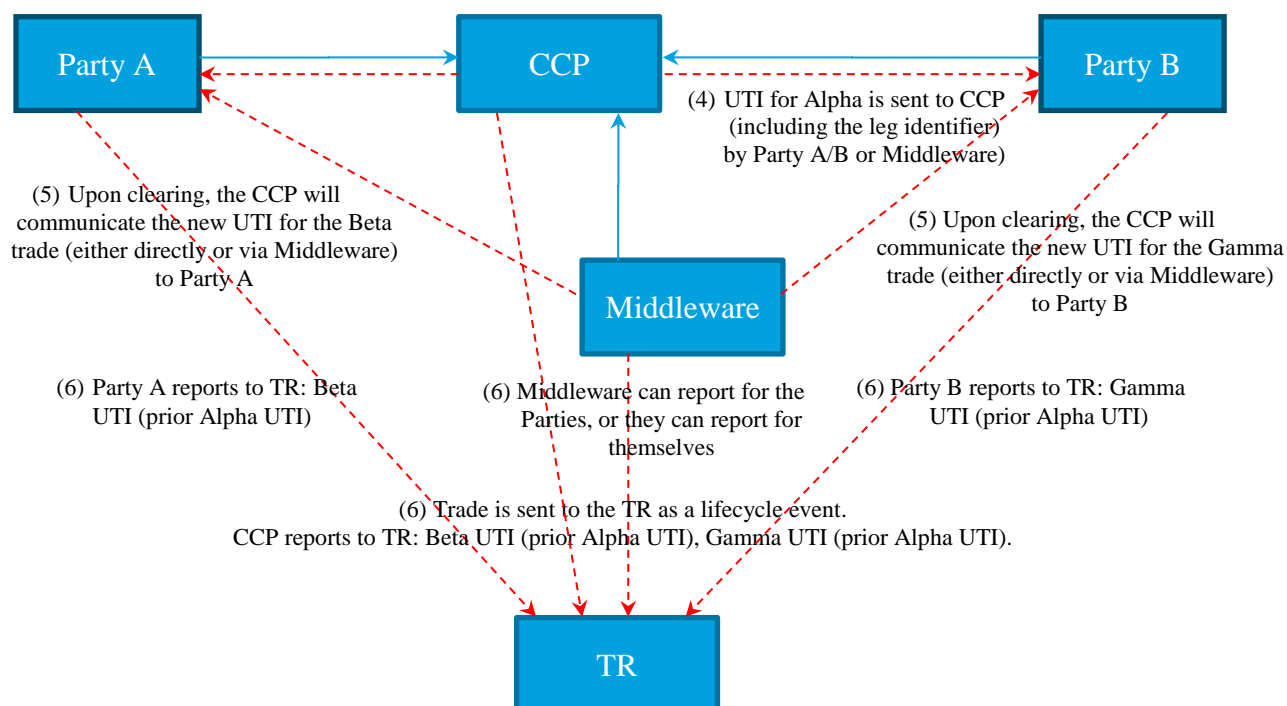 Party A
CCP
Party B
(4) UTI for Alpha is sent to CCP
(including the leg identifier)
by Party A/B or Middleware)
(5) Upon clearing, the CCP will
communicate the new UTI for the Beta
trade (either directly or via Middleware)
to Party A
(5) Upon clearing, the CCP will
communicate the new UTI for the Gamma
trade (either directly or via Middleware)
to Party B
Middleware
(6) Party A reports to TR: Beta
UTI (prior Alpha UTI)
(6) Middleware can report for the
Parties, or they can report for
themselves
(6) Party B reports to TR: Gamma
UTI (prior Alpha UTI)
(6) Trade is sent to the TR as a lifecycle event.
CCP reports to TR: Beta UTI (prior Alpha UTI), Gamma UTI (prior Alpha UTI).
TR